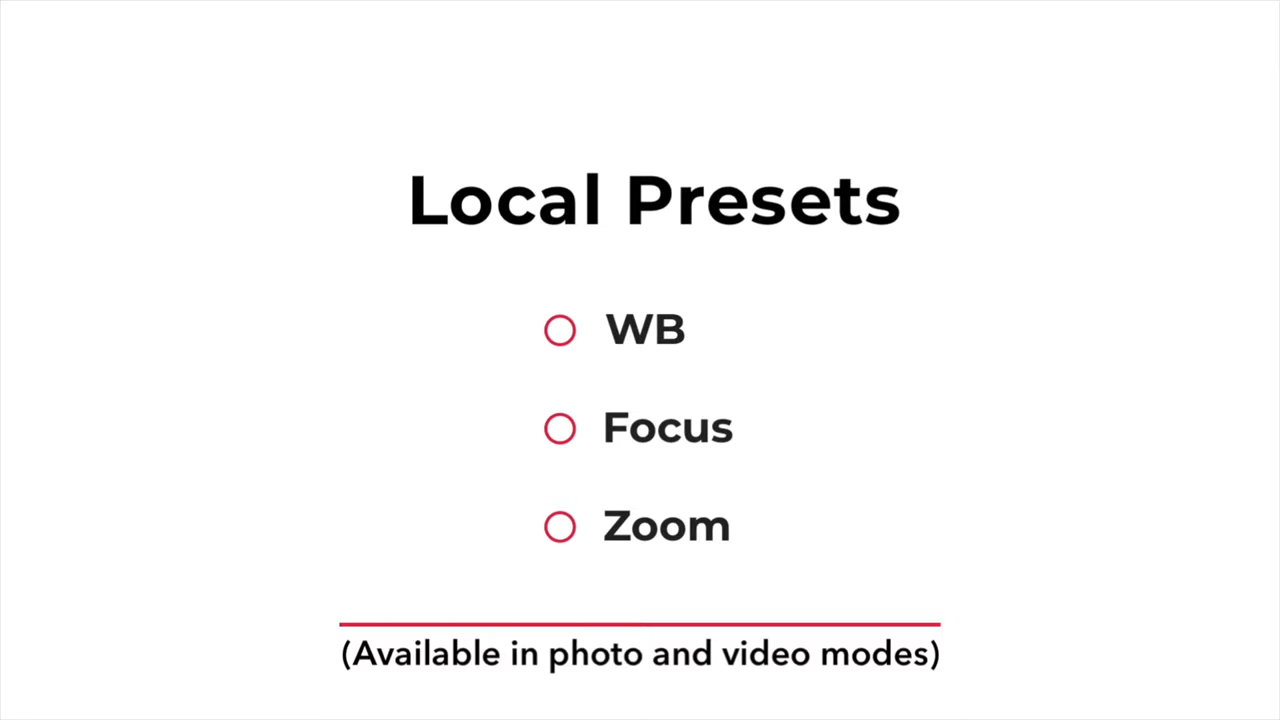 Local Presets
WB
Focus
Zoom
(Available in photo and video modes)